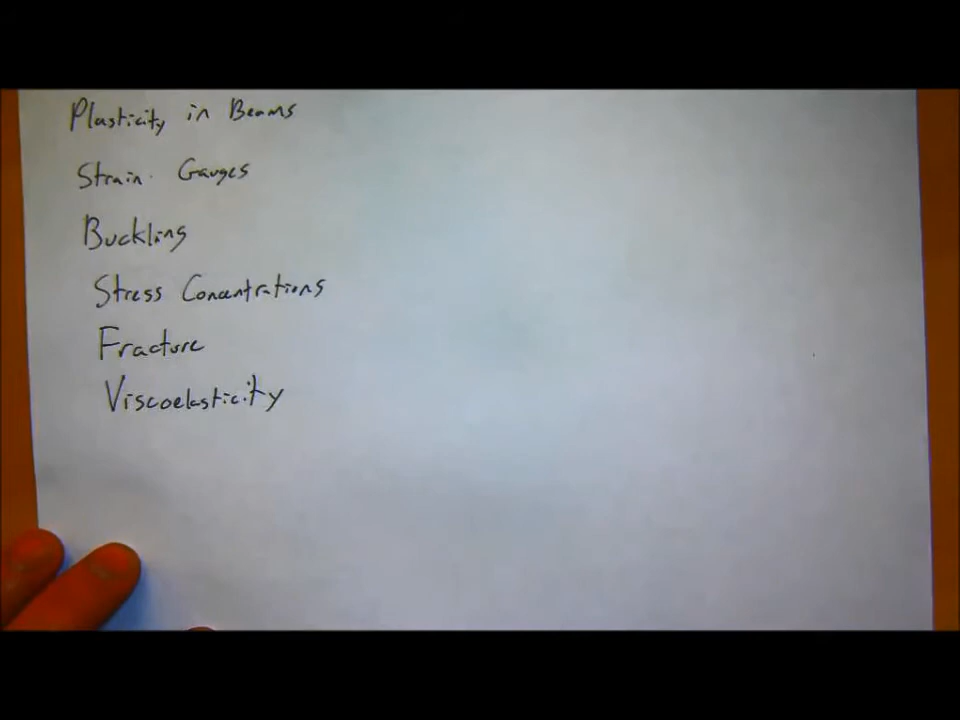 Plasticity in Beams
Strain Gauges
Buckling
Stress Concentrations
Fracture
Viscoelasticity